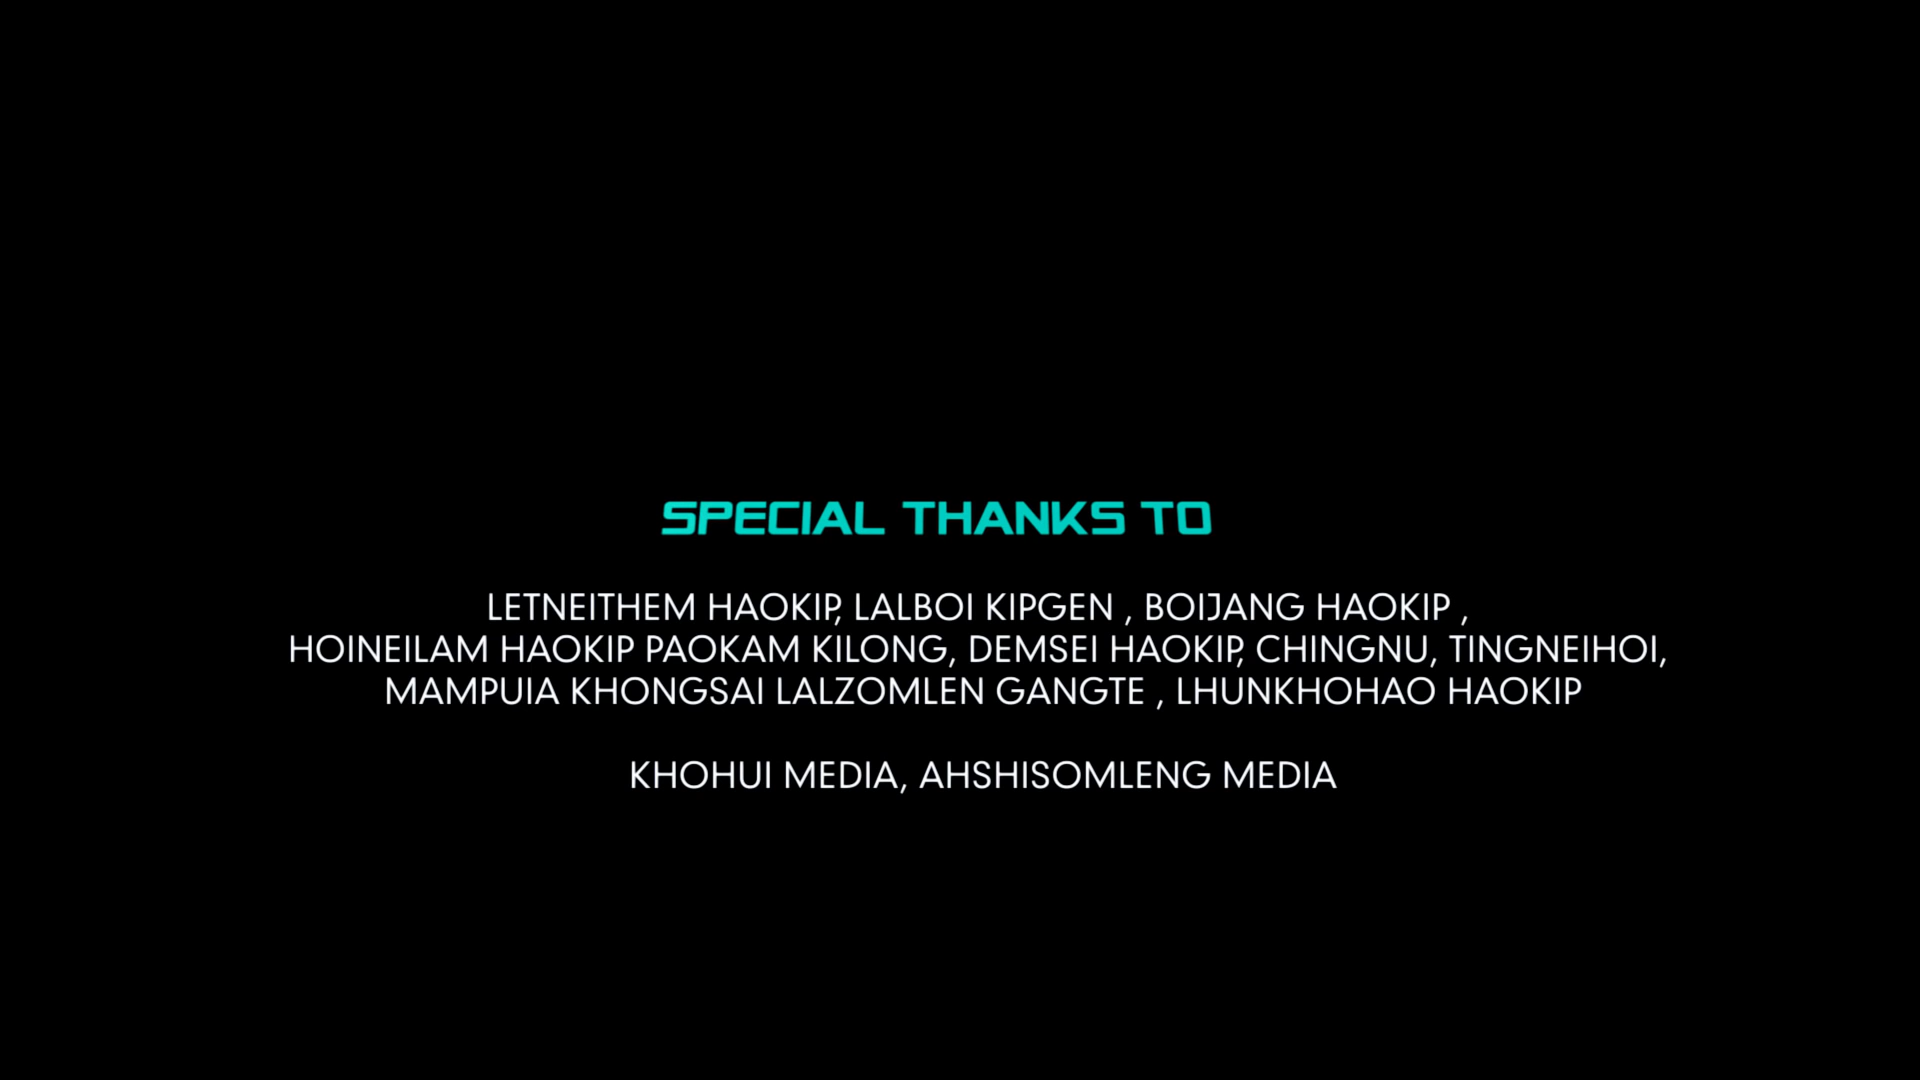 SPECIAL THANKS TO
LETNEITHEM HAOKIP, LALBOI KIPGEN , BOIJANG HAOKIP ,
HOINEILAM HAOKIP PAOKAM KILONG, DEMSEI HAOKIP, CHINGNU, TINGNEIHOI,
MAMPUIA KHONGSAI LALZOMLEN GANGTE , LHUNKHOHAO HAOKIP
KHOHUI MEDIA, AHSHISOMLENG MEDIA